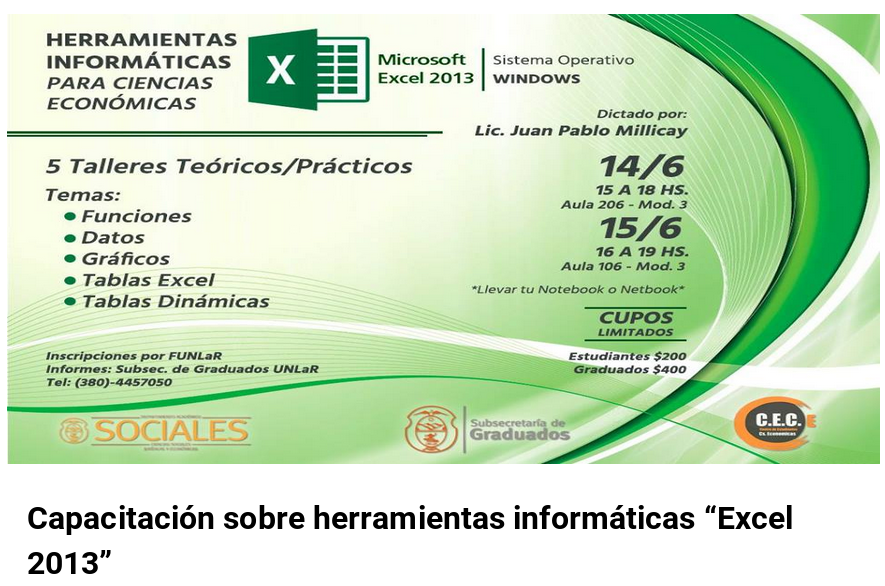 HERRAMIENTAS
INFORMÁTICAS
PARA CIENCIAS
ECONÓMICAS
X
Microsoft
Excel 2013
Sistema Operativo
WINDOWS
Dictado por:
Lic. Juan Pablo Millicay
5 Talleres Teóricos/Prácticos
Temas:
Funciones
Datos
Gráficos
Tablas Excel
Tablas Dinámicas
14/6
15 A 18 HS.
Aula 206 - Mod. 3
15/6
16 A 19 HS.
Aula 106 - Mod. 3
*Llevar tu Notebook o Netbook*
CUPOS
LIMITADOS
Estudiantes $200
Graduados $400
Inscripciones por FUNLaR
Informes: Subsec. de Graduados UNLaR
Tel: (380)-4457050
SOCIALES
Subsecretaría de
Graduados
C.E.C.E
Cs. Económicas
Capacitación sobre herramientas informáticas “Excel
2013”